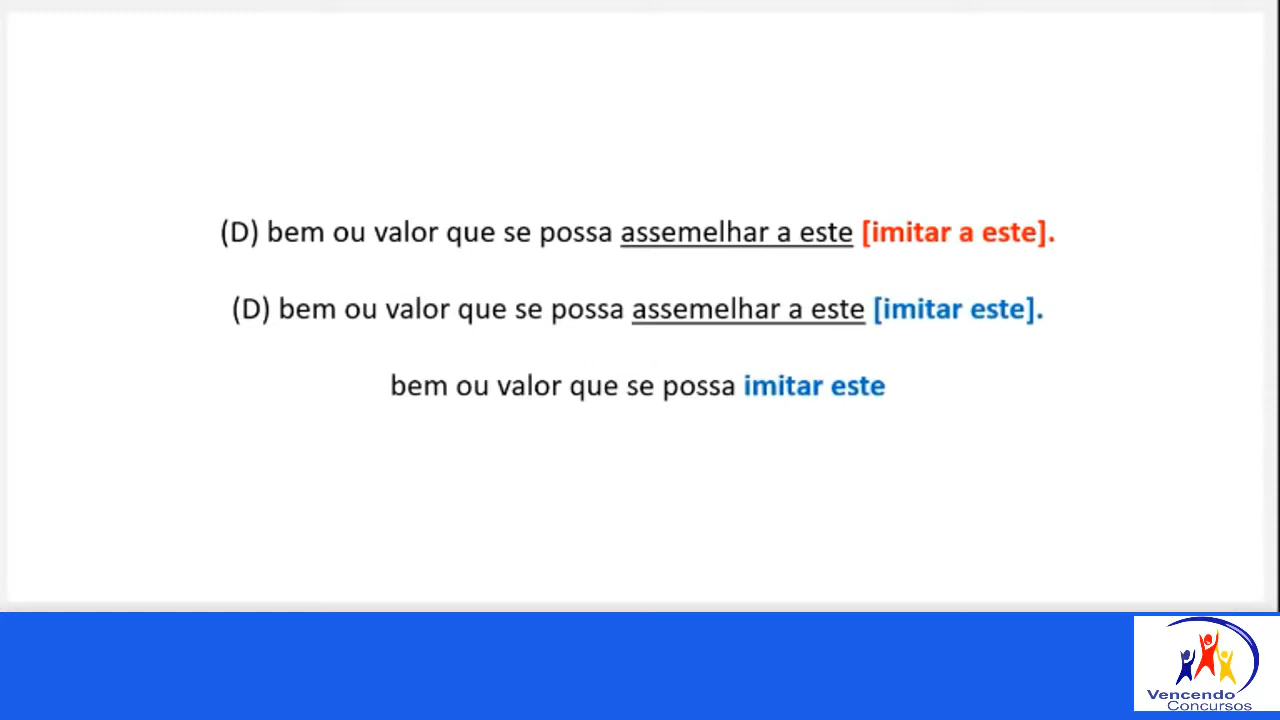 (D) bem ou valor que se possa assemelhar a este [imitar a este].
(D) bem ou valor que se possa assemelhar a este [imitar este].
bem ou valor que se possa imitar este
Vencendo
Concursos